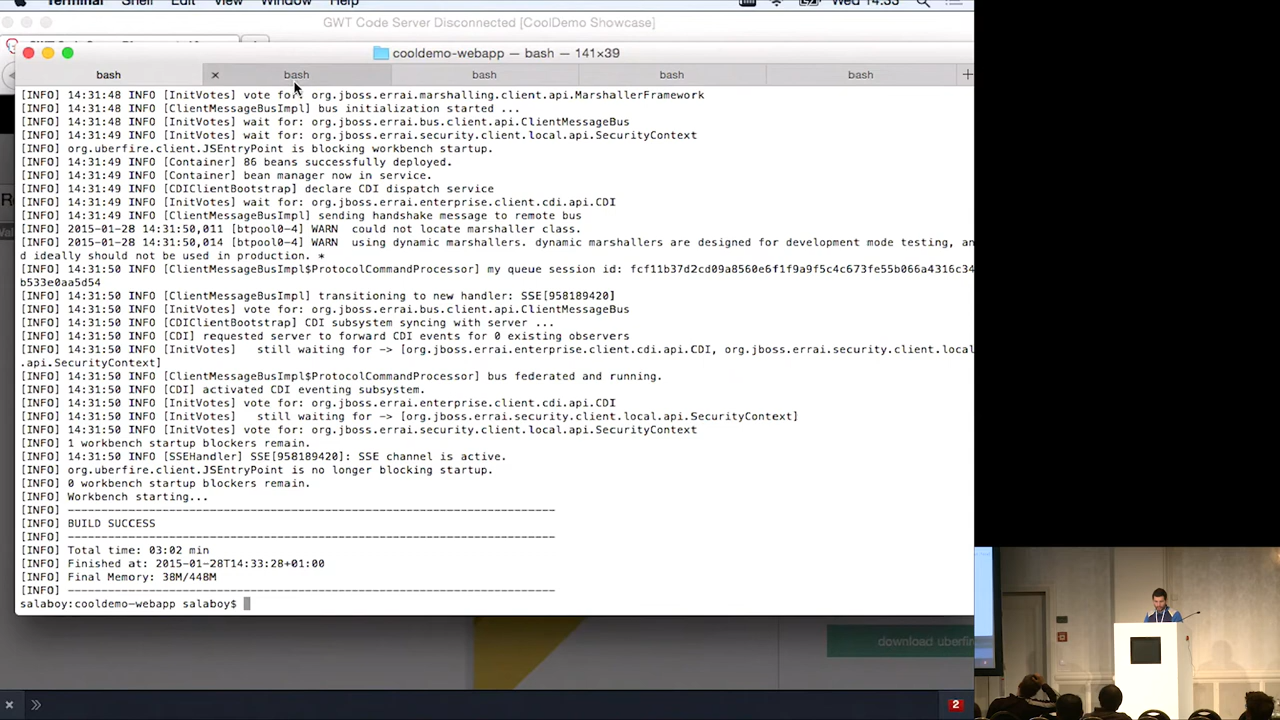 Terminal Shell Edit View Window Help
Wed 14:33
GWT Code Server Disconnected [CoolDemo Showcase]
cooldemo-webapp — bash — 141×39
bash × bash bash bash bash +
[INFO] 14:31:48 INFO [InitVotes] vote for: org.jboss.errai.marshalling.client.api.MarshallerFramework
[INFO] 14:31:48 INFO [ClientMessageBusImpl] bus initialization started ...
[INFO] 14:31:48 INFO [InitVotes] wait for: org.jboss.errai.bus.client.api.ClientMessageBus
[INFO] 14:31:49 INFO [InitVotes] wait for: org.jboss.errai.security.client.local.api.SecurityContext
[INFO] org.uberfire.client.JSEntryPoint is blocking workbench startup.
[INFO] 14:31:49 INFO [Container] 86 beans successfully deployed.
[INFO] 14:31:49 INFO [Container] bean manager now in service.
[INFO] 14:31:49 INFO [CDIClientBootstrap] declare CDI dispatch service
[INFO] 14:31:49 INFO [InitVotes] wait for: org.jboss.errai.enterprise.client.cdi.api.CDI
[INFO] 14:31:49 INFO [ClientMessageBusImpl] sending handshake message to remote bus
[INFO] 2015-01-28 14:31:50,011 [btpool0-4] WARN  could not locate marshaller class.
[INFO] 2015-01-28 14:31:50,014 [btpool0-4] WARN  using dynamic marshallers. dynamic marshallers are designed for development mode testing, an
d ideally should not be used in production. *
[INFO] 14:31:50 INFO [ClientMessageBusImpl$ProtocolCommandProcessor] my queue session id: fcf11b37d2cd09a8560e6f1f9a9f5c4c673fe55b066a4316c34
b533e0aa5d54
[INFO] 14:31:50 INFO [ClientMessageBusImpl] transitioning to new handler: SSE[958189420]
[INFO] 14:31:50 INFO [InitVotes] vote for: org.jboss.errai.bus.client.api.ClientMessageBus
[INFO] 14:31:50 INFO [CDIClientBootstrap] CDI subsystem syncing with server ...
[INFO] 14:31:50 INFO [CDI] requested server to forward CDI events for 0 existing observers
[INFO] 14:31:50 INFO [InitVotes]   still waiting for -> [org.jboss.errai.enterprise.client.cdi.api.CDI, org.jboss.errai.security.client.local
.api.SecurityContext]
[INFO] 14:31:50 INFO [ClientMessageBusImpl$ProtocolCommandProcessor] bus federated and running.
[INFO] 14:31:50 INFO [CDI] activated CDI eventing subsystem.
[INFO] 14:31:50 INFO [InitVotes] vote for: org.jboss.errai.enterprise.client.cdi.api.CDI
[INFO] 14:31:50 INFO [InitVotes]   still waiting for -> [org.jboss.errai.security.client.local.api.SecurityContext]
[INFO] 14:31:50 INFO [InitVotes] vote for: org.jboss.errai.security.client.local.api.SecurityContext
[INFO] 1 workbench startup blockers remain.
[INFO] 14:31:50 INFO [SSEHandler] SSE[958189420]: SSE channel is active.
[INFO] org.uberfire.client.JSEntryPoint is no longer blocking startup.
[INFO] 0 workbench startup blockers remain.
[INFO] Workbench starting...
[INFO] ------------------------------------------------------------------------
[INFO] BUILD SUCCESS
[INFO] ------------------------------------------------------------------------
[INFO] Total time: 03:02 min
[INFO] Finished at: 2015-01-28T14:33:28+01:00
[INFO] Final Memory: 38M/448M
[INFO] ------------------------------------------------------------------------
salaboy:cooldemo-webapp salaboy$
download uberfi
2